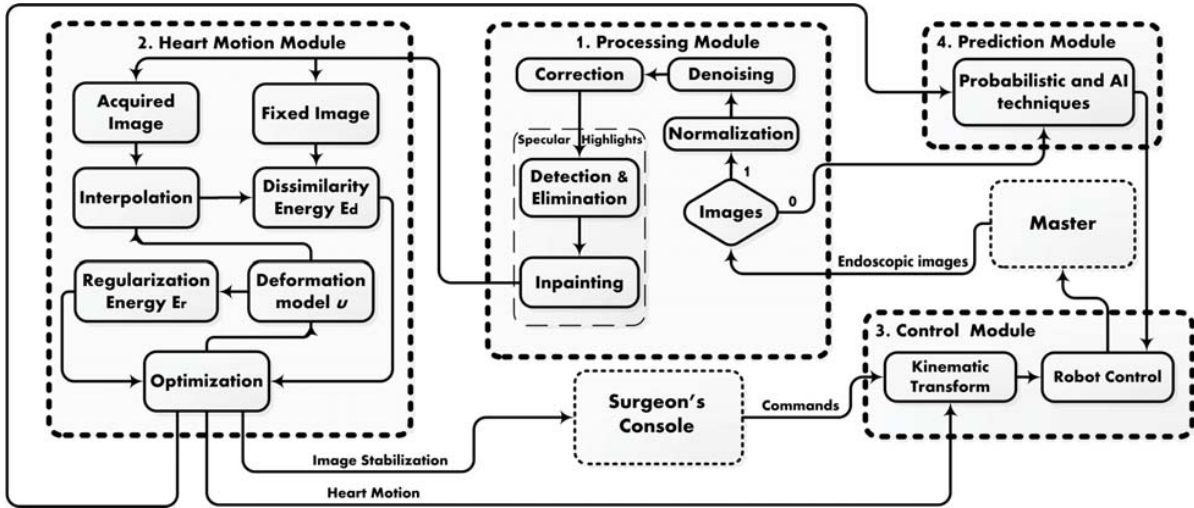 2. Heart Motion Module
Acquired
Image
Fixed Image
Interpolation
Dissimilarity
Energy Ed
Regularization
Energy Er
Deformation
model u
Optimization
1. Processing Module
Correction
Denoising
Specular Highlights
Normalization
Detection &
Elimination
1
Images
0
Inpainting
Endoscopic images
4. Prediction Module
Probabilistic and AI
techniques
Master
3. Control Module
Kinematic
Transform
Robot Control
Surgeon's
Console
Commands
Image Stabilization
Heart Motion